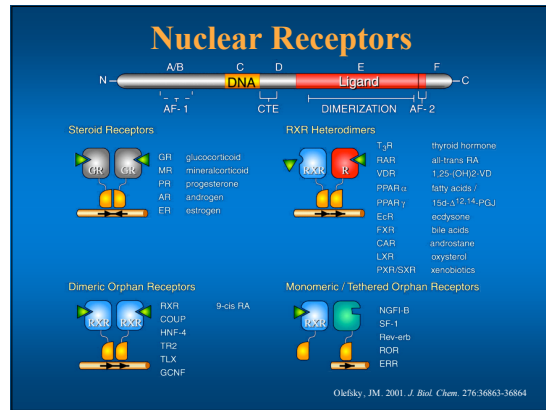 Nuclear Receptors
A/B C D E F
N DNA Ligand C
AF- 1 CTE DIMERIZATION AF- 2
Steroid Receptors
GR GR
GR glucocorticoid
MR mineralcorticoid
PR progesterone
AR androgen
ER estrogen
RXR Heterodimers
RXR R
T3R thyroid hormone
RAR all-trans RA
VDR 1,25-(OH)2-VD
PPARα fatty acids /
PPARγ 15d-Δ12,14-PGJ
EcR ecdysone
FXR bile acids
CAR androstane
LXR oxysterol
PXR/SXR xenobiotics
Dimeric Orphan Receptors
RXR RXR
RXR 9-cis RA
COUP
HNF-4
TR2
TLX
GCNF
Monomeric / Tethered Orphan Receptors
RXR
NGFI-B
SF-1
Rev-erb
ROR
ERR
Olefsky, JM. 2001. J. Biol. Chem. 276:36863-36864